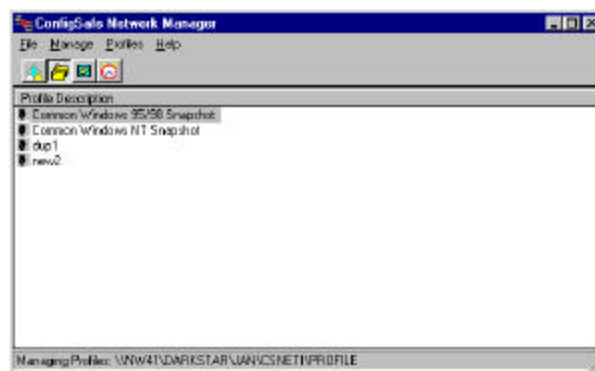 ConfigSafe Network Manager
File Manage Profiles Help
Profile Description
Common Windows 95/98 Snapshot
Common Windows NT Snapshot
dup1
new2
Managing Profiles: \\NW41\DARKSTAR\JAN\CSNETII\PROFILE